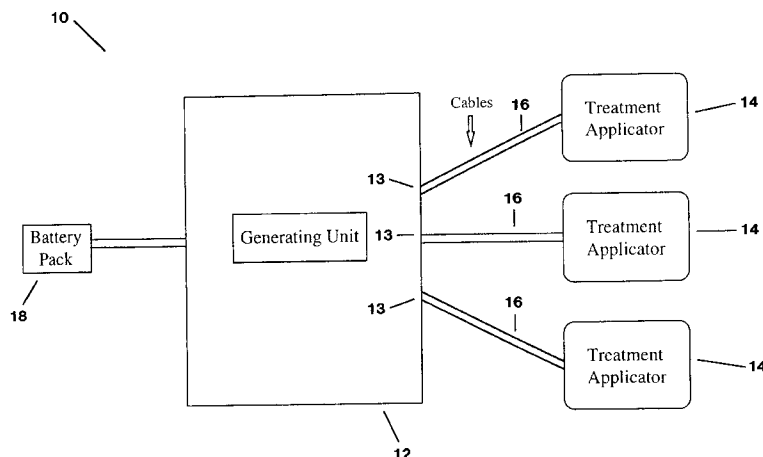 10
Cables
16
Treatment
Applicator
14
13
Battery
Pack
18
Generating Unit
13
16
Treatment
Applicator
14
13
16
Treatment
Applicator
14
12